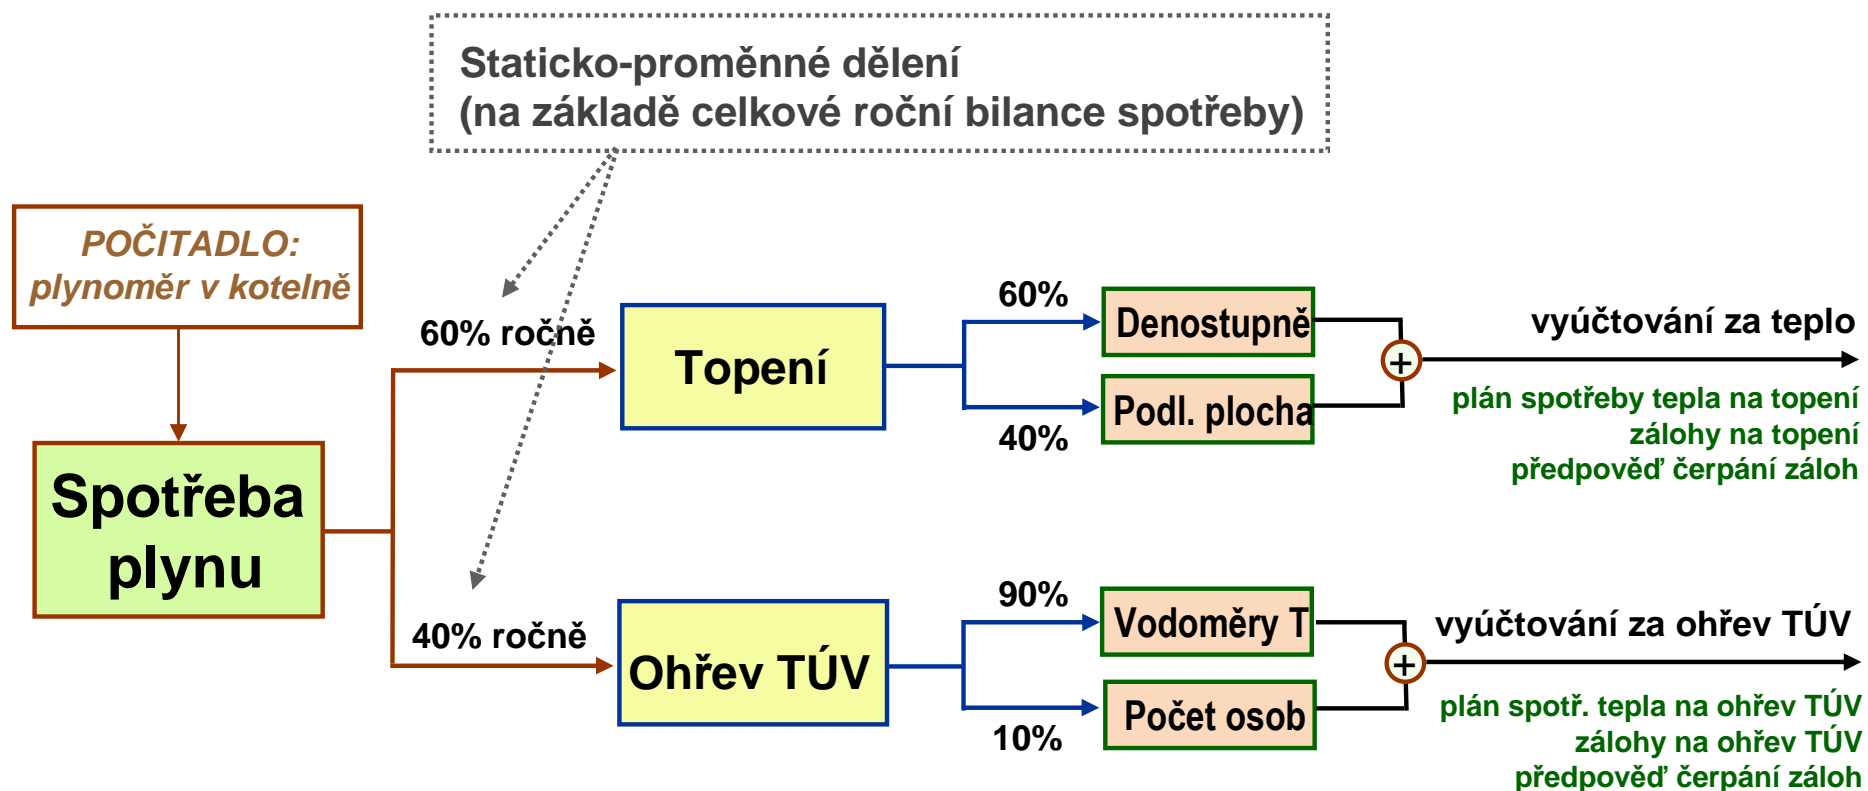 Staticko-proměnné dělení
(na základě celkové roční bilance spotřeby)
POČITADLO:
plynoměr v kotelně
60% ročně
Topení
60%
Denostupně
40%
Podl. plocha
+
vyúčtování za teplo
plán spotřeby tepla na topení
zálohy na topení
předpověď čerpání záloh
Spotřeba
plynu
40% ročně
Ohřev TÚV
90%
Vodoměry T
10%
Počet osob
+
vyúčtování za ohřev TÚV
plán spotř. tepla na ohřev TÚV
zálohy na ohřev TÚV
předpověď čerpání záloh